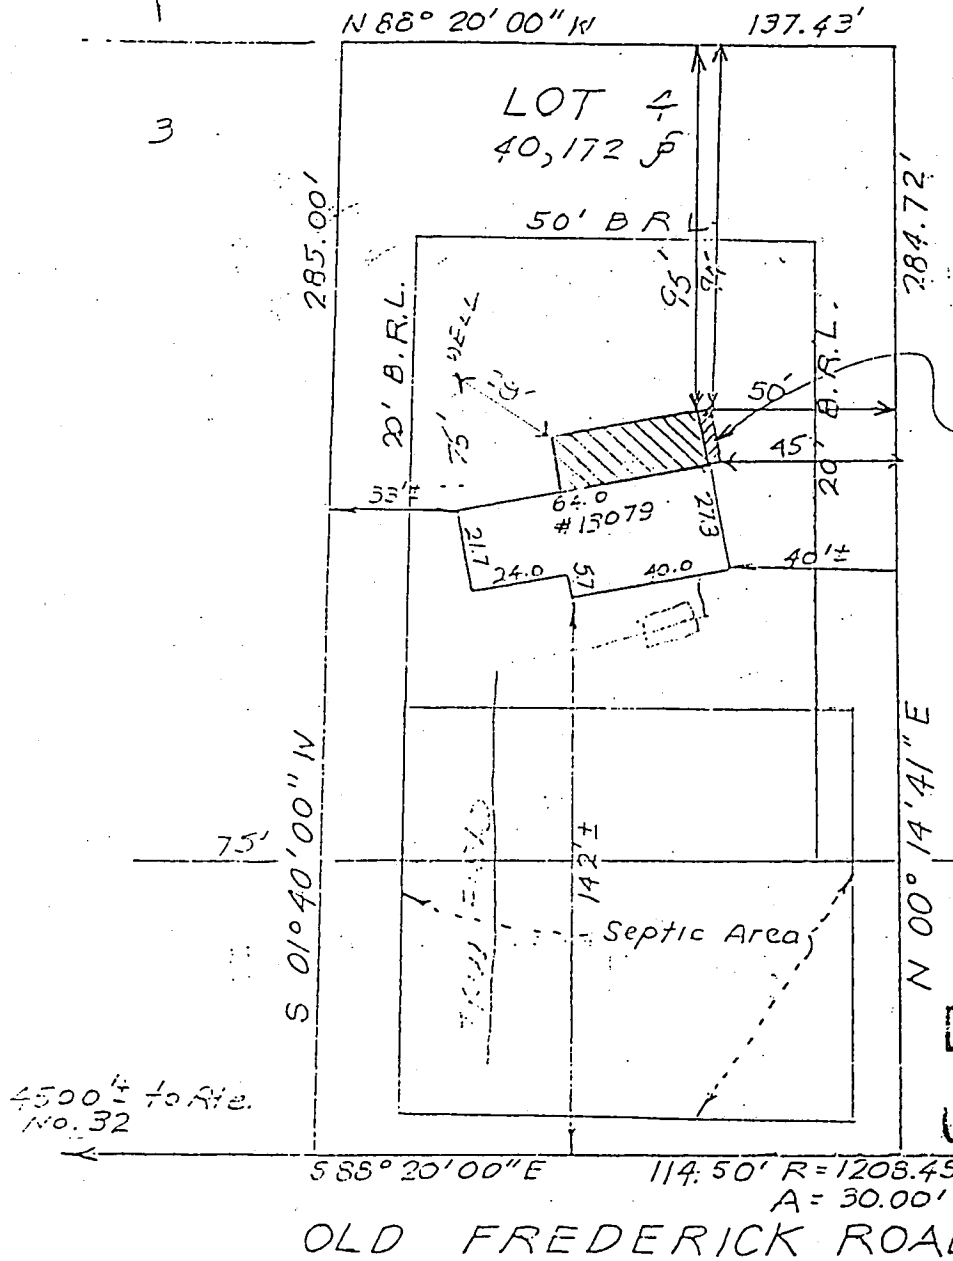 N 88° 20' 00" W 137.43'
LOT 4
40,172
3
285.00'
284.72'
50' B R L
20' B.R.L.
95'
WELL
75'
50'
45'
20' B.R.L.
33'±
64.0
#13079
27.3
21.7
24.0
5.7
40.0
40'±
S 01° 40' 00" W
N 00° 14' 41" E
75'
142'±
Septic Area
4500'± to Rte.
No. 32
S 88° 20' 00" E 114.50' R = 1208.45
A = 30.00'
OLD FREDERICK ROAD